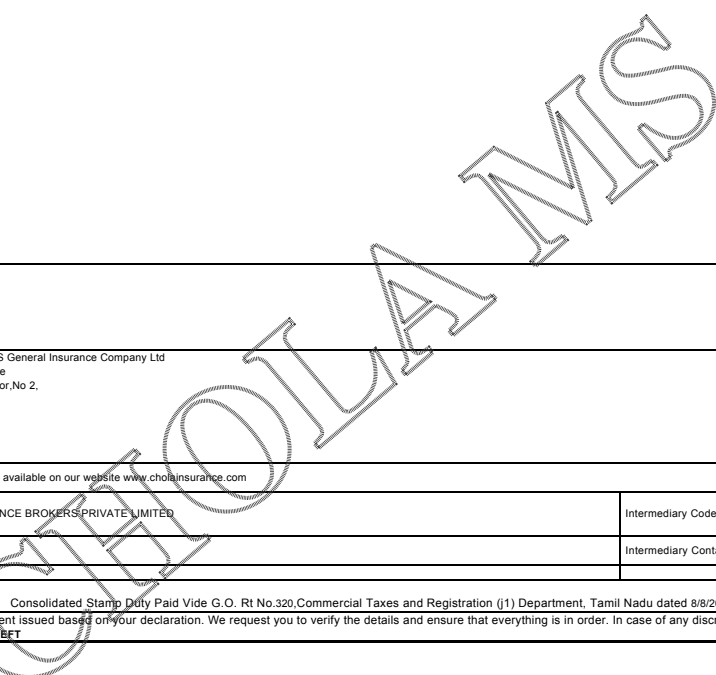 CHOLA MS
S General Insurance Company Ltd
e
or,No 2,
available on our website www.cholainsurance.com
NCE BROKERS PRIVATE LIMITED
Intermediary Code
Intermediary Conta
Consolidated Stamp Duty Paid Vide G.O. Rt No.320,Commercial Taxes and Registration (j1) Department, Tamil Nadu dated 8/8/20
ent issued based on your declaration. We request you to verify the details and ensure that everything is in order. In case of any discr
EFT